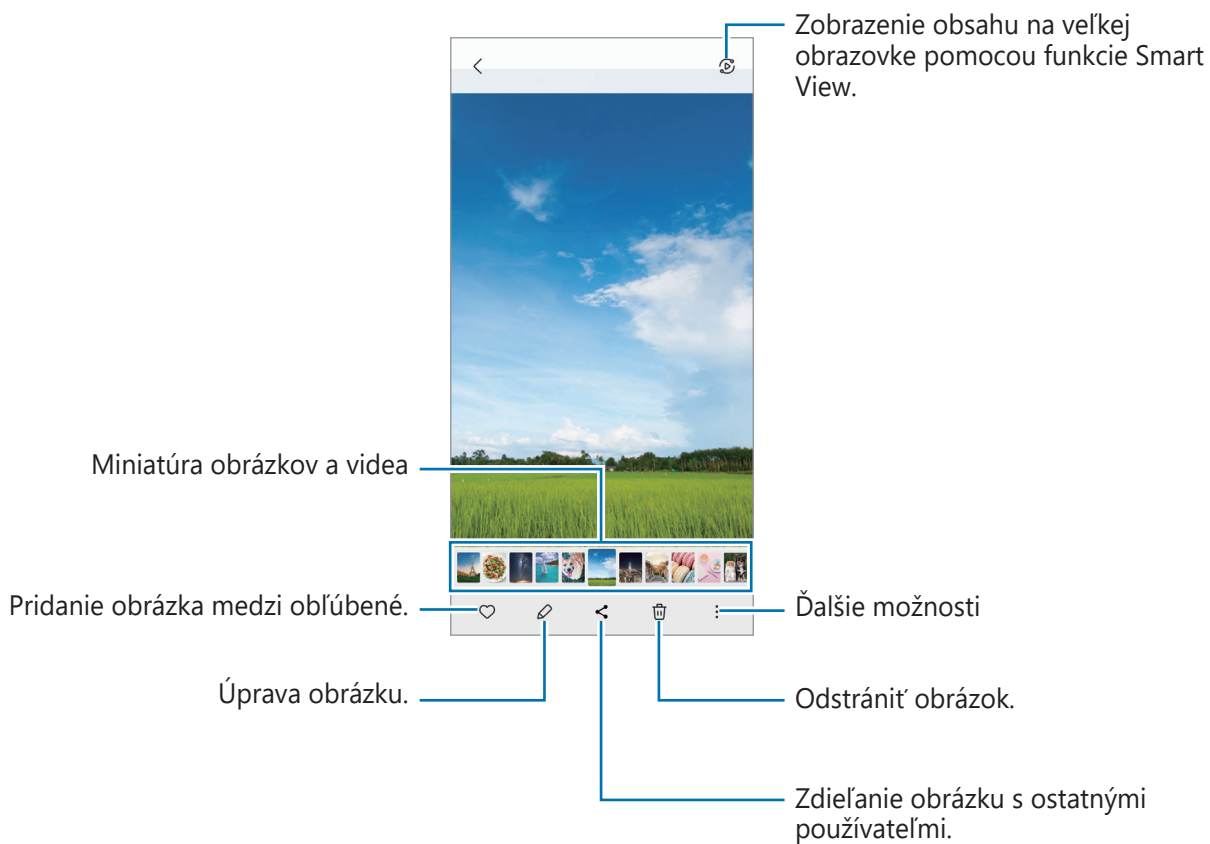 Zobrazenie obsahu na veľkej
obrazovke pomocou funkcie Smart
View.
Miniatúra obrázkov a videa
Pridanie obrázka medzi obľúbené.
Ďalšie možnosti
Úprava obrázku.
Odstrániť obrázok.
Zdieľanie obrázku s ostatnými
používateľmi.